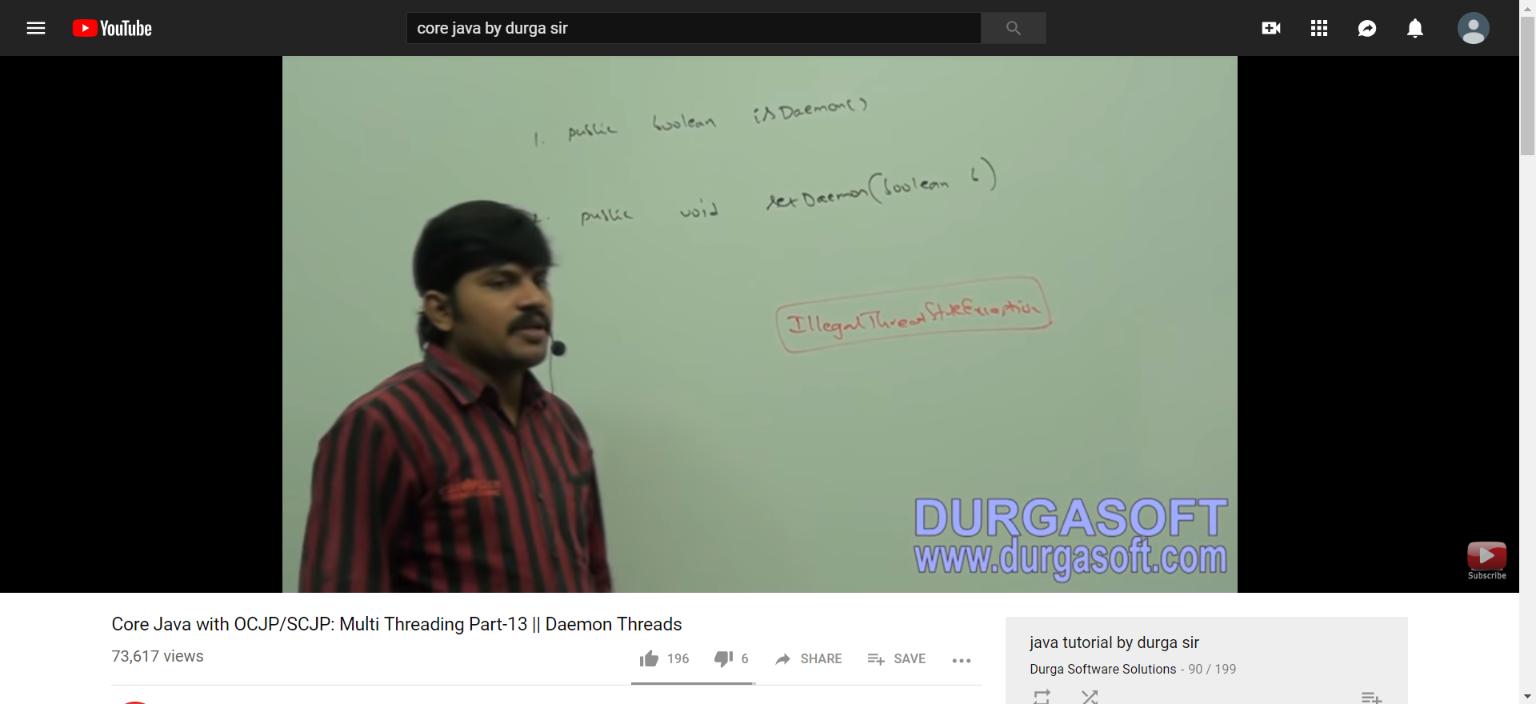 YouTube
core java by durga sir
1. public boolean isDaemon()
2. public void setDaemon(boolean b)
IllegalThreadStateException
DURGASOFT
www.durgasoft.com
Subscribe
Core Java with OCJP/SCJP: Multi Threading Part-13 || Daemon Threads
73,617 views
196
6
SHARE
SAVE
java tutorial by durga sir
Durga Software Solutions - 90 / 199